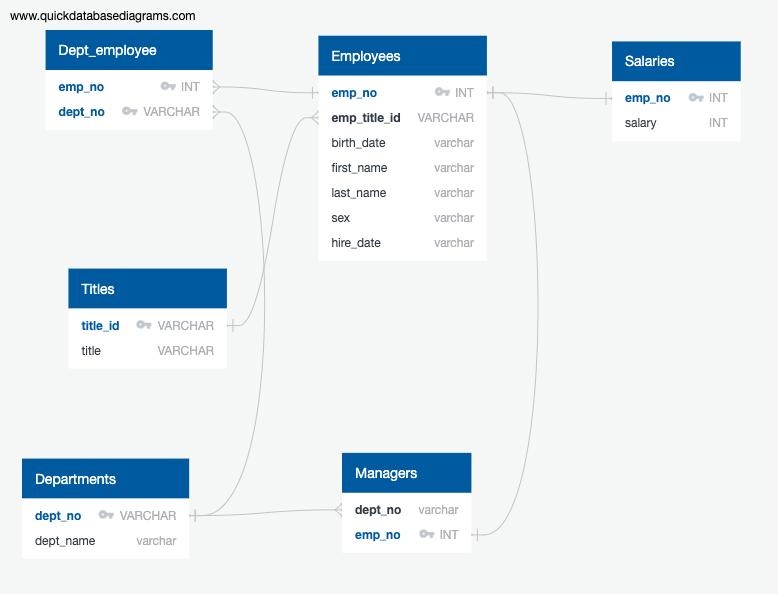 www.quickdatabasediagrams.com
Dept_employee
emp_no INT
dept_no VARCHAR
Employees
emp_no INT
emp_title_id VARCHAR
birth_date varchar
first_name varchar
last_name varchar
sex varchar
hire_date varchar
Salaries
emp_no INT
salary INT
Titles
title_id VARCHAR
title VARCHAR
Departments
dept_no VARCHAR
dept_name varchar
Managers
dept_no varchar
emp_no INT